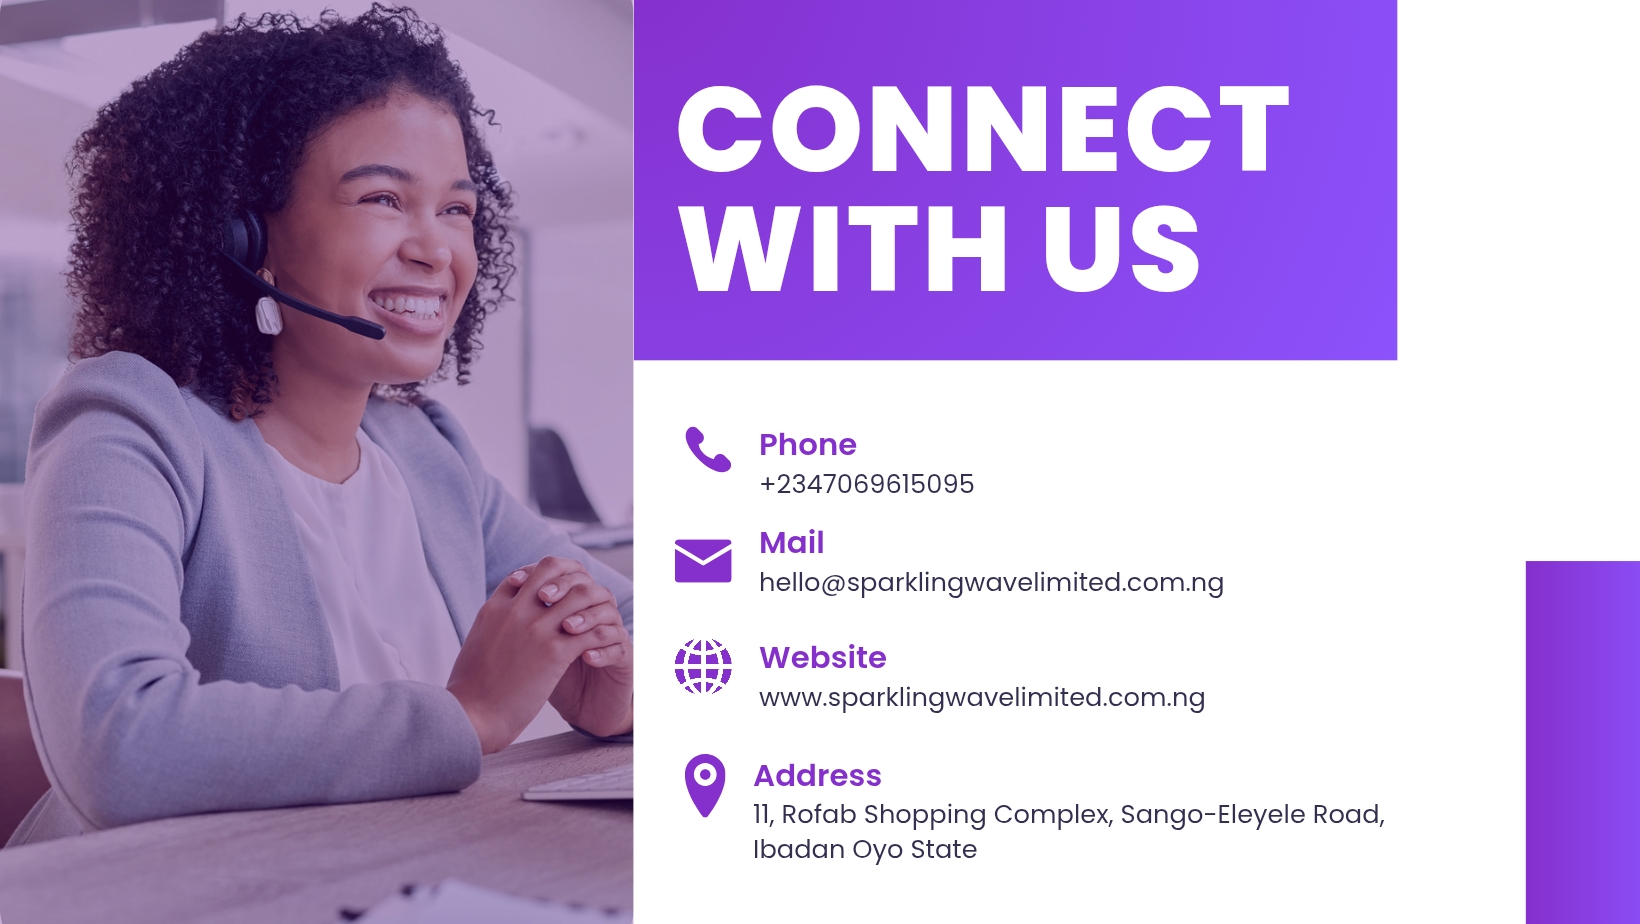 CONNECT
WITH US
Phone
+2347069615095
Mail
hello@sparklingwavelimited.com.ng
Website
www.sparklingwavelimited.com.ng
Address
11, Rofab Shopping Complex, Sango-Eleyele Road,
Ibadan Oyo State